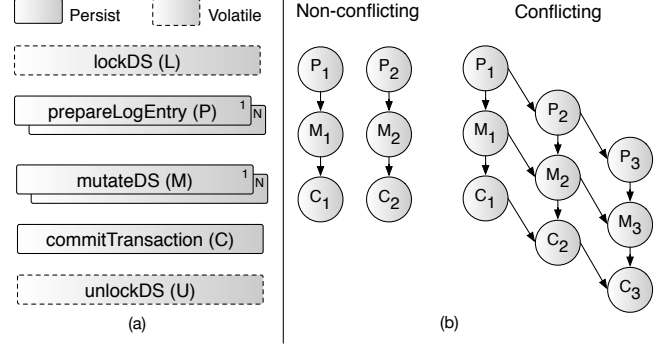 Persist Volatile
lockDS (L)
prepareLogEntry (P) 1 N
mutateDS (M) 1 N
commitTransaction (C)
unlockDS (U)
(a)
Non-conflicting Conflicting
P1 P2
M1 M2
C1 C2
P1
P2
P3
M1
M2
M3
C1
C2
C3
(b)